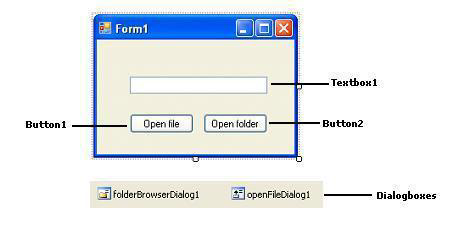 Form1
Textbox1
Button1
Open file
Open folder
Button2
folderBrowserDialog1
openFileDialog1
Dialogboxes